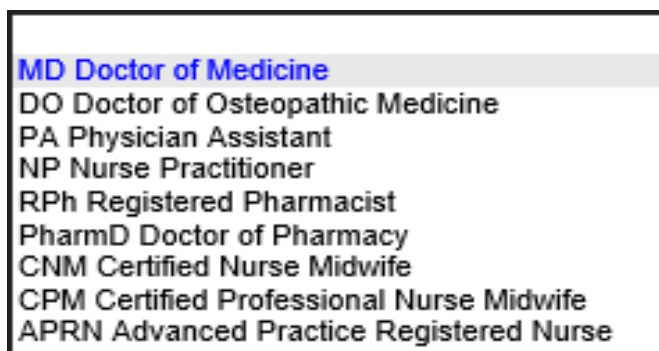 MD Doctor of Medicine
DO Doctor of Osteopathic Medicine
PA Physician Assistant
NP Nurse Practitioner
RPh Registered Pharmacist
PharmD Doctor of Pharmacy
CNM Certified Nurse Midwife
CPM Certified Professional Nurse Midwife
APRN Advanced Practice Registered Nurse